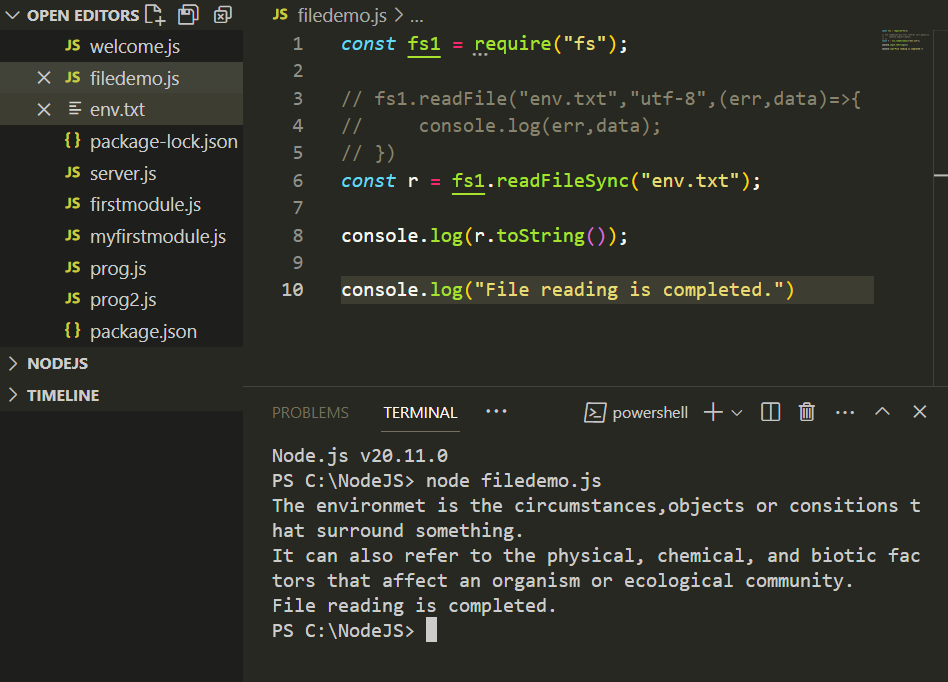 OPEN EDITORS
JS welcome.js
JS filedemo.js
env.txt
{} package-lock.json
JS server.js
JS firstmodule.js
JS myfirstmodule.js
JS prog.js
JS prog2.js
{} package.json
NODEJS
TIMELINE
JS filedemo.js > ...
1 const fs1 = require("fs");
2
3 // fs1.readFile("env.txt","utf-8",(err,data)=>{
4 //     console.log(err,data);
5 // })
6 const r = fs1.readFileSync("env.txt");
7
8 console.log(r.toString());
9
10 console.log("File reading is completed.")
PROBLEMS TERMINAL ... powershell
Node.js v20.11.0
PS C:\NodeJS> node filedemo.js
The environmet is the circumstances,objects or consitions t
hat surround something.
It can also refer to the physical, chemical, and biotic fac
tors that affect an organism or ecological community.
File reading is completed.
PS C:\NodeJS>